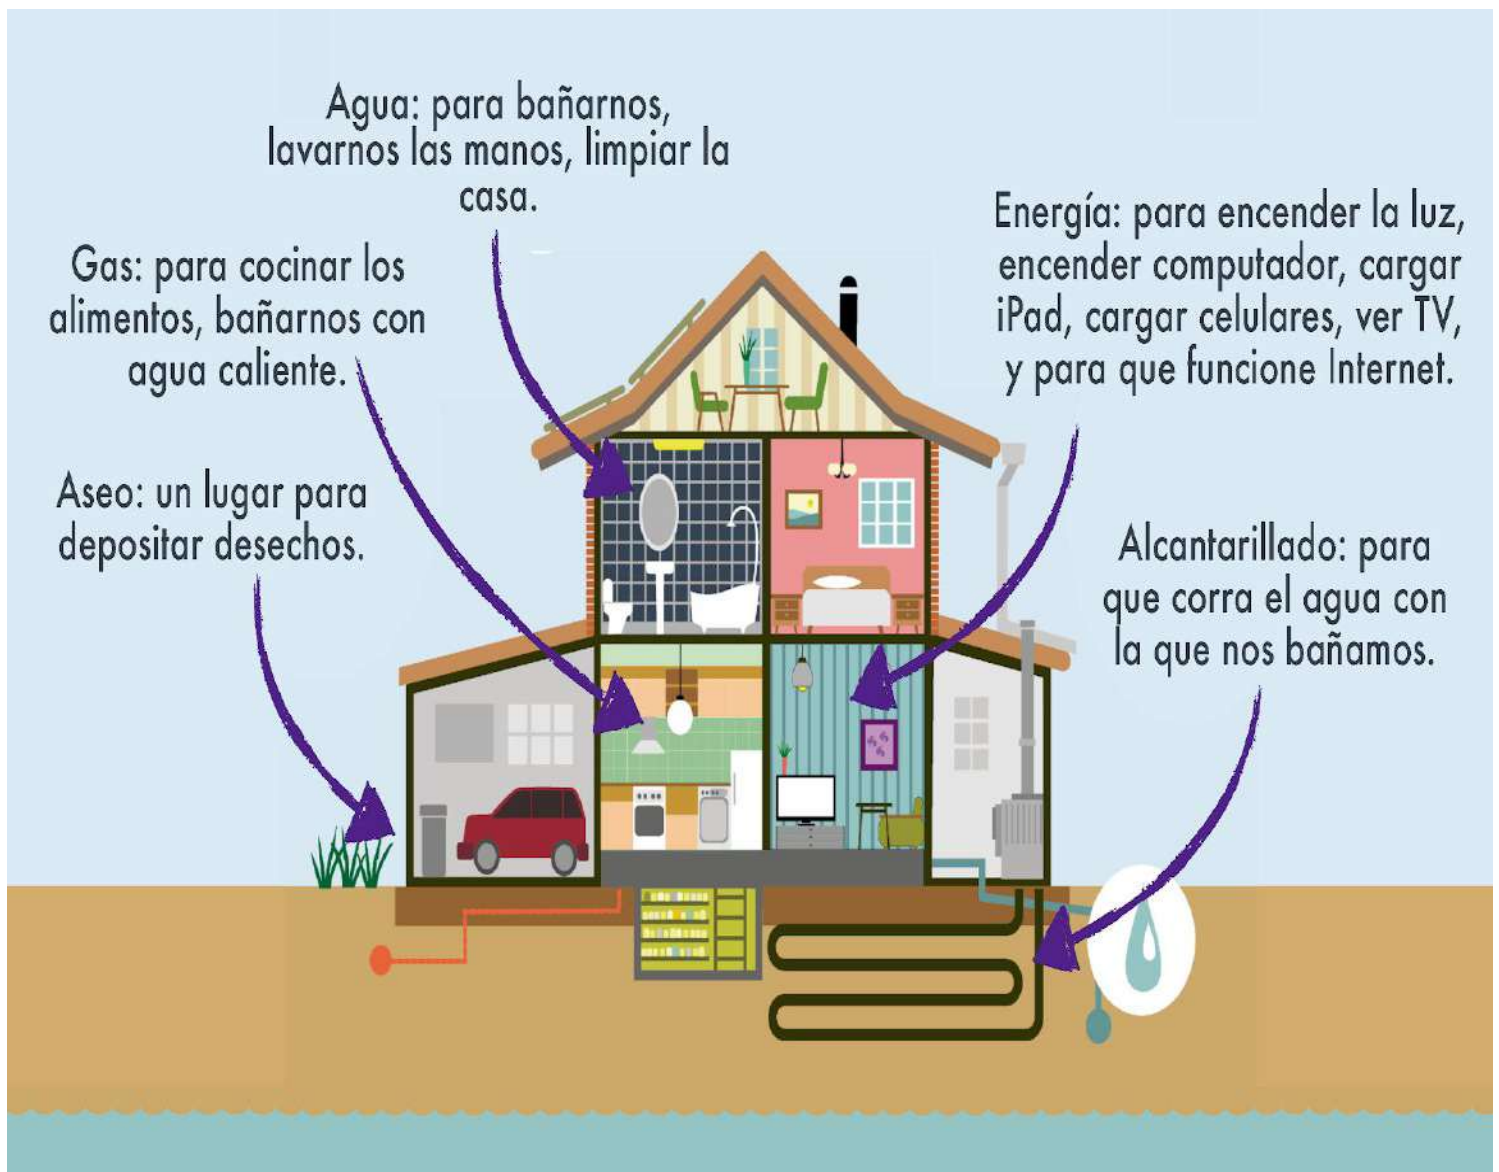 Agua: para bañarnos,
lavarnos las manos, limpiar la
casa.
Gas: para cocinar los
alimentos, bañarnos con
agua caliente.
Aseo: un lugar para
depositar desechos.
Energía: para encender la luz,
encender computador, cargar
iPad, cargar celulares, ver TV,
y para que funcione Internet.
Alcantarillado: para
que corra el agua con
la que nos bañamos.